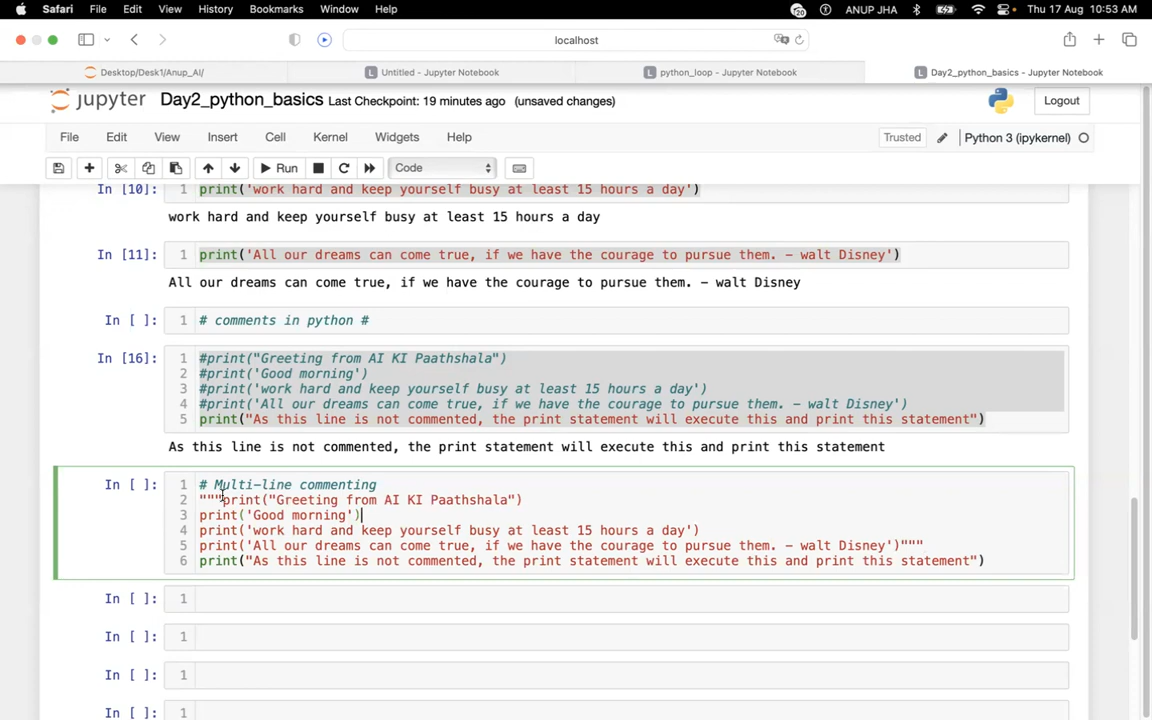 Safari File Edit View History Bookmarks Window Help 20 ANUP JHA Thu 17 Aug 10:53 AM
localhost
Desktop/Desk1/Anup_AI/ Untitled - Jupyter Notebook python_loop - Jupyter Notebook Day2_python_basics - Jupyter Notebook
jupyter Day2_python_basics Last Checkpoint: 19 minutes ago (unsaved changes) Logout
File Edit View Insert Cell Kernel Widgets Help Trusted Python 3 (ipykernel)
Run Code
In [10]: 1 print('work hard and keep yourself busy at least 15 hours a day')
work hard and keep yourself busy at least 15 hours a day
In [11]: 1 print('All our dreams can come true, if we have the courage to pursue them. – walt Disney')
All our dreams can come true, if we have the courage to pursue them. – walt Disney
In [ ]: 1 # comments in python #
In [16]: 1 #print("Greeting from AI KI Paathshala")
2 #print('Good morning')
3 #print('work hard and keep yourself busy at least 15 hours a day')
4 #print('All our dreams can come true, if we have the courage to pursue them. – walt Disney')
5 print("As this line is not commented, the print statement will execute this and print this statement")
As this line is not commented, the print statement will execute this and print this statement
In [ ]: 1 # Multi-line commenting
2 """print("Greeting from AI KI Paathshala")
3 print('Good morning')
4 print('work hard and keep yourself busy at least 15 hours a day')
5 print('All our dreams can come true, if we have the courage to pursue them. – walt Disney')"""
6 print("As this line is not commented, the print statement will execute this and print this statement")
In [ ]: 1
In [ ]: 1
In [ ]: 1
In [ ]: 1